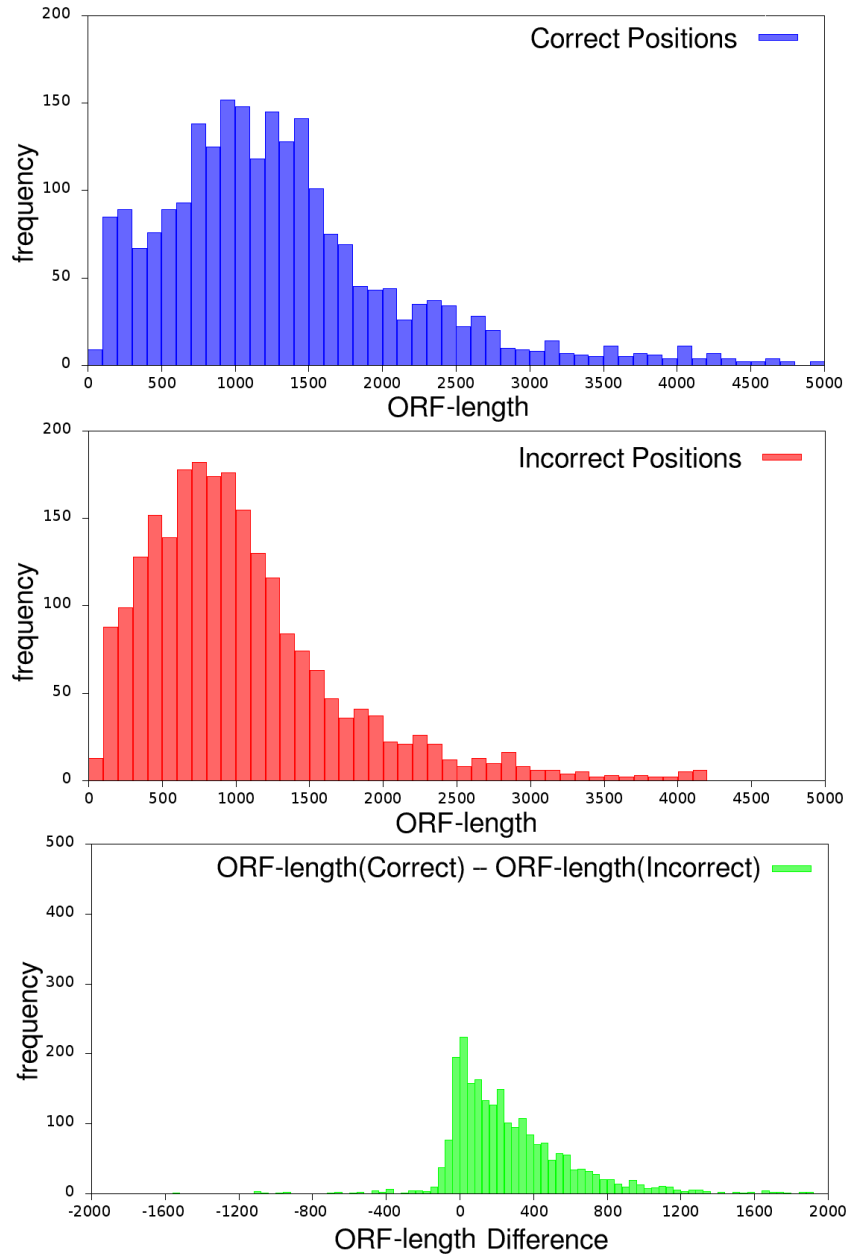 200
Correct Positions
150
100
50
0
frequency
0 500 1000 1500 2000 2500 3000 3500 4000 4500 5000
ORF-length
200
Incorrect Positions
150
100
50
0
frequency
0 500 1000 1500 2000 2500 3000 3500 4000 4500 5000
ORF-length
500
ORF-length(Correct) – ORF-length(Incorrect)
400
300
200
100
0
frequency
-2000 -1600 -1200 -800 -400 0 400 800 1200 1600 2000
ORF-length Difference